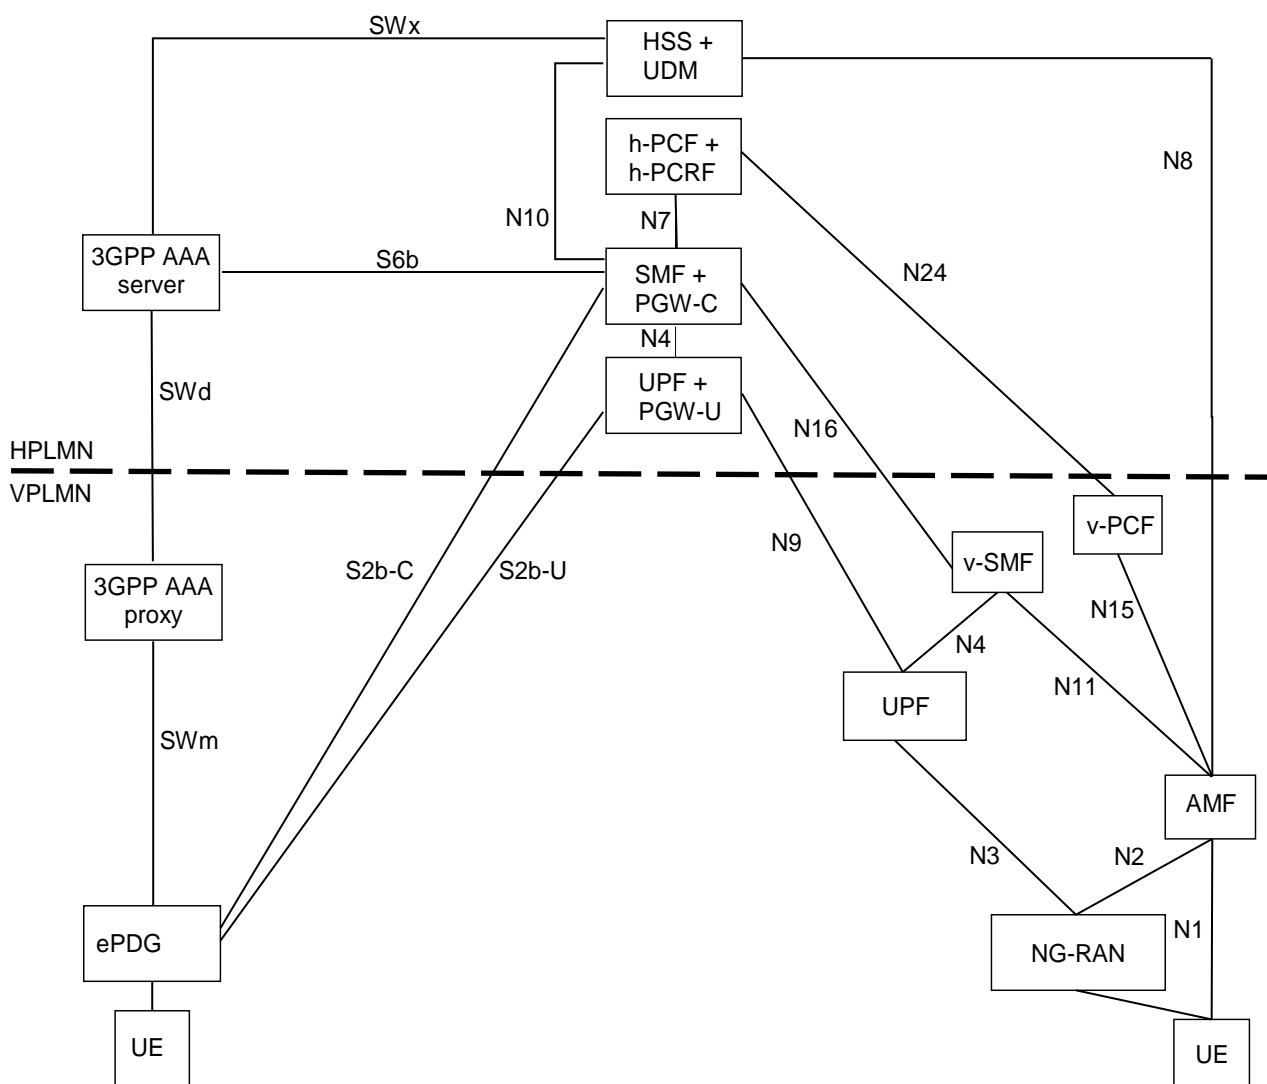 SWx
HSS +
UDM
h-PCF +
h-PCRF
N8
N10
N7
3GPP AAA
server
S6b
SMF +
PGW-C
N24
N4
SWd
UPF +
PGW-U
N16
HPLMN
VPLMN
v-PCF
N9
v-SMF
3GPP AAA
proxy
S2b-C
S2b-U
N15
N4
N11
UPF
SWm
AMF
N3
N2
ePDG
N1
NG-RAN
UE
UE